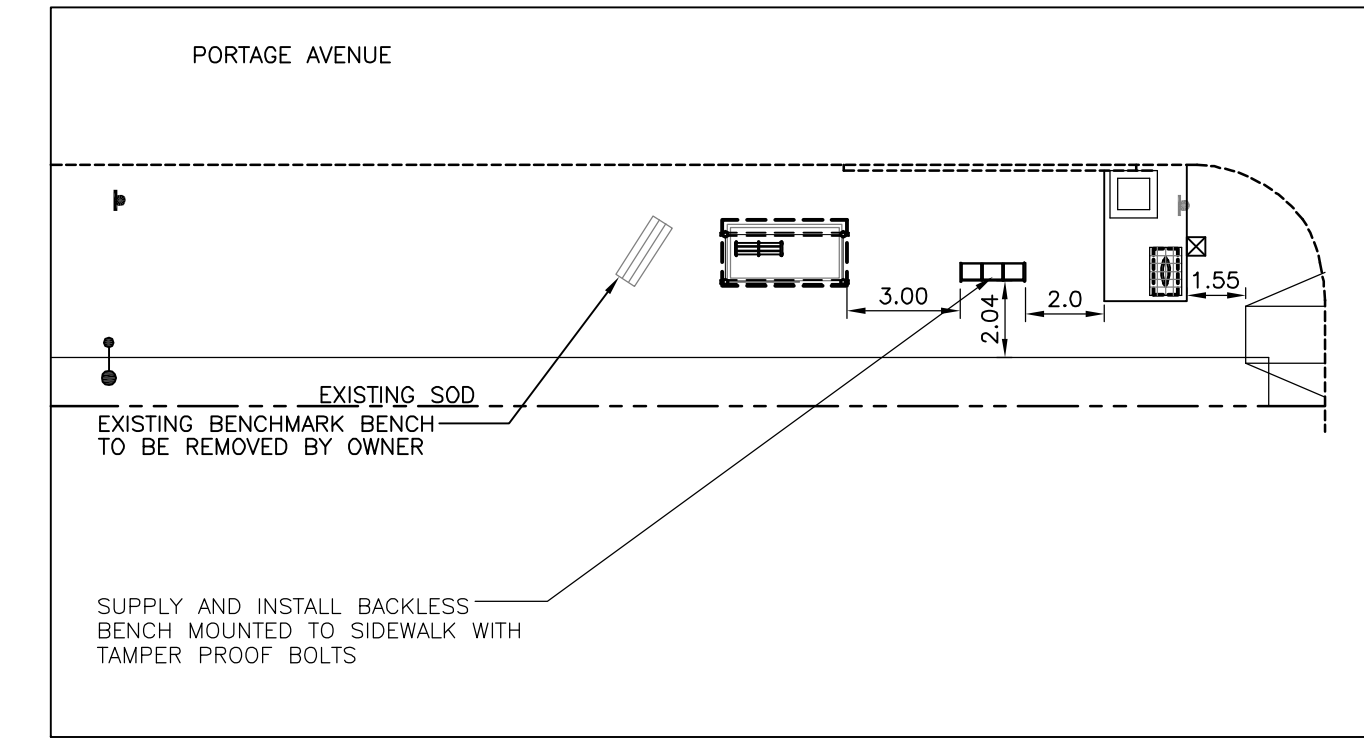 PORTAGE AVENUE
3.00
2.04
2.0
1.55
EXISTING SOD
EXISTING BENCHMARK BENCH
TO BE REMOVED BY OWNER
SUPPLY AND INSTALL BACKLESS
BENCH MOUNTED TO SIDEWALK WITH
TAMPER PROOF BOLTS